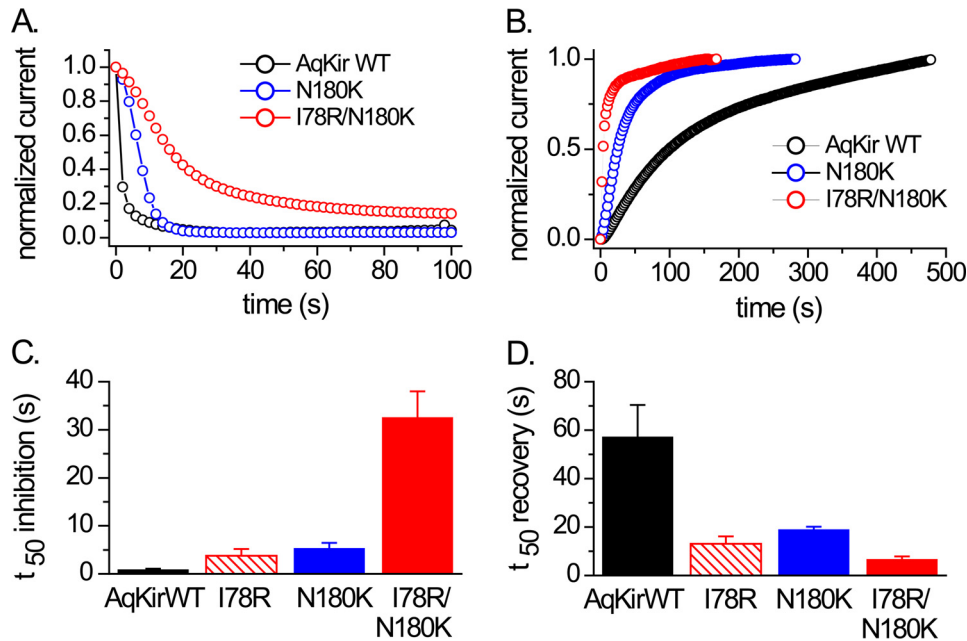 A.
AqKir WT
N180K
I78R/N180K
normalized current
1.0
0.8
0.6
0.4
0.2
0.0
0 20 40 60 80 100
time (s)
B.
AqKir WT
N180K
I78R/N180K
normalized current
1.0
0.5
0.0
0 100 200 300 400 500
time (s)
C.
t50 inhibition (s)
40
30
20
10
0
AqKirWT I78R N180K I78R/
N180K
D.
t50 recovery (s)
80
60
40
20
0
AqKirWT I78R N180K I78R/
N180K